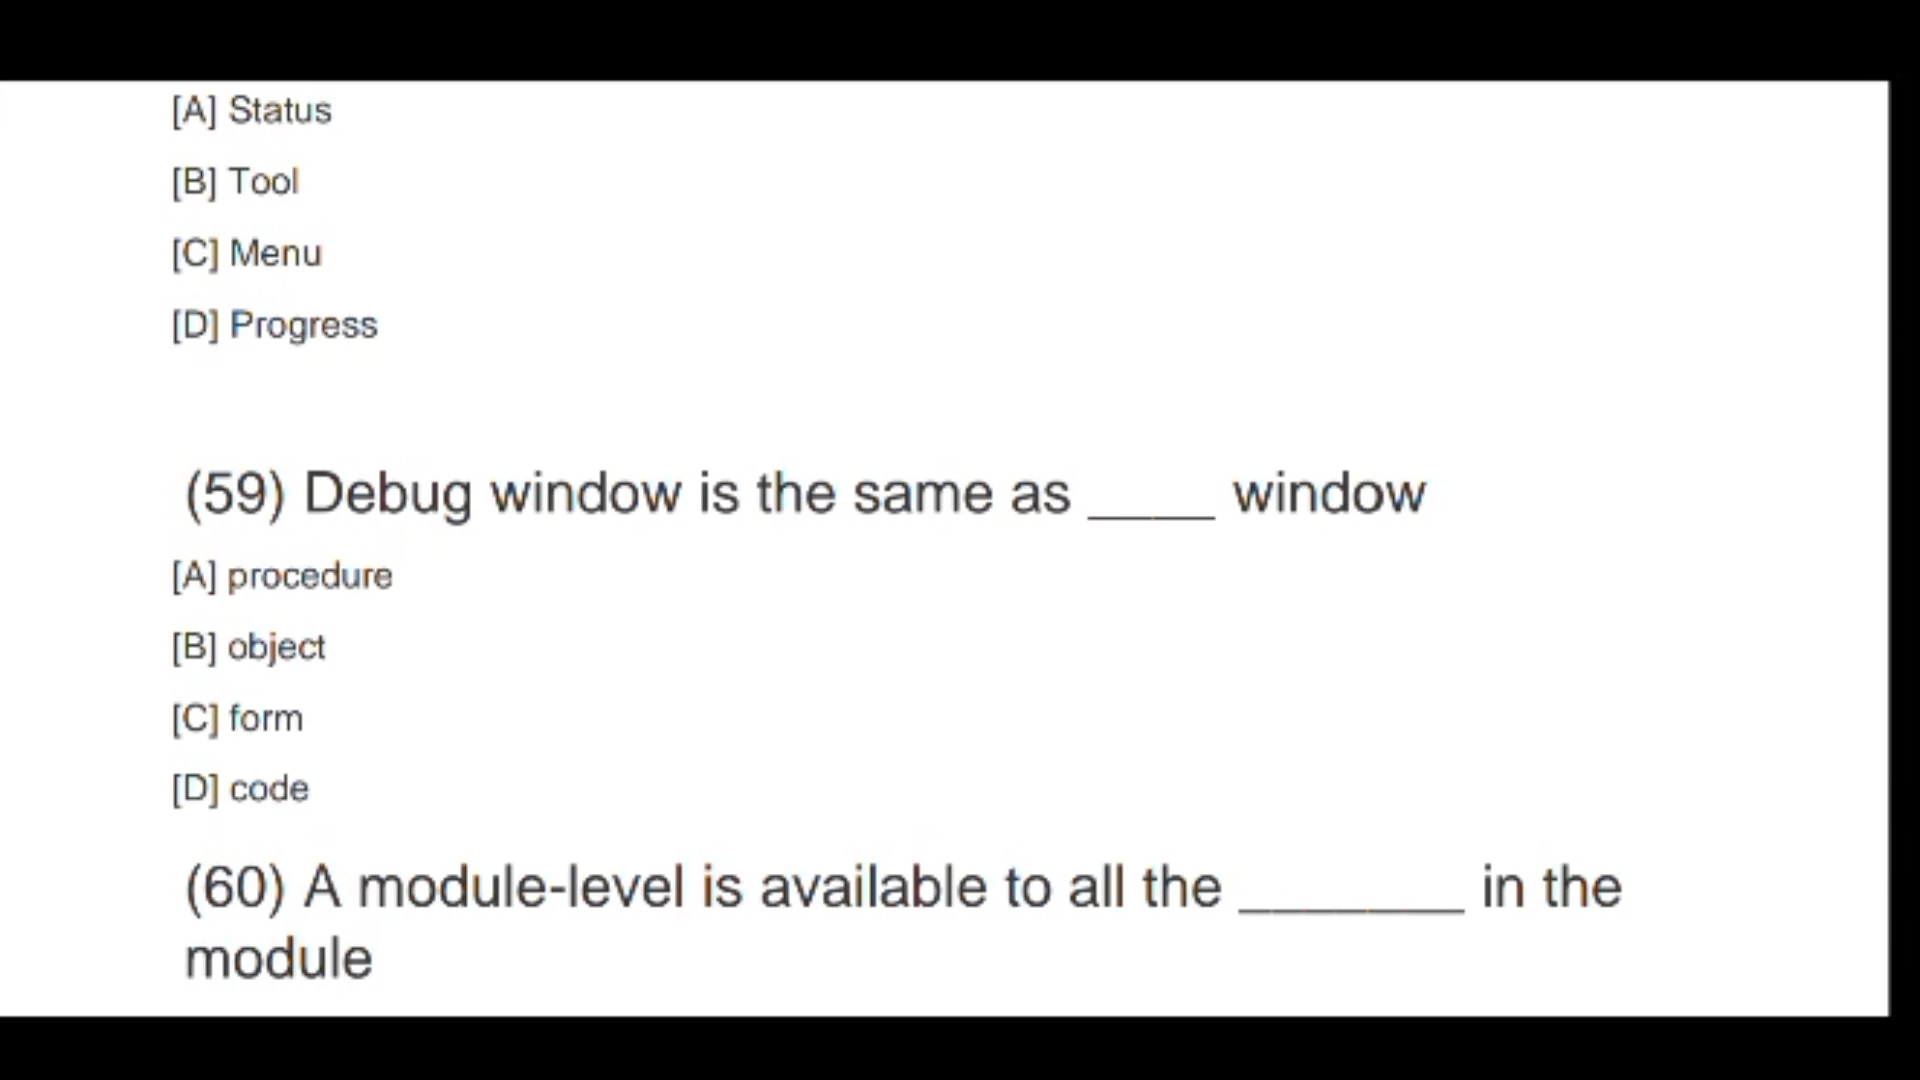 [A] Status
[B] Tool
[C] Menu
[D] Progress
(59) Debug window is the same as ____ window
[A] procedure
[B] object
[C] form
[D] code
(60) A module-level is available to all the _______ in the
module